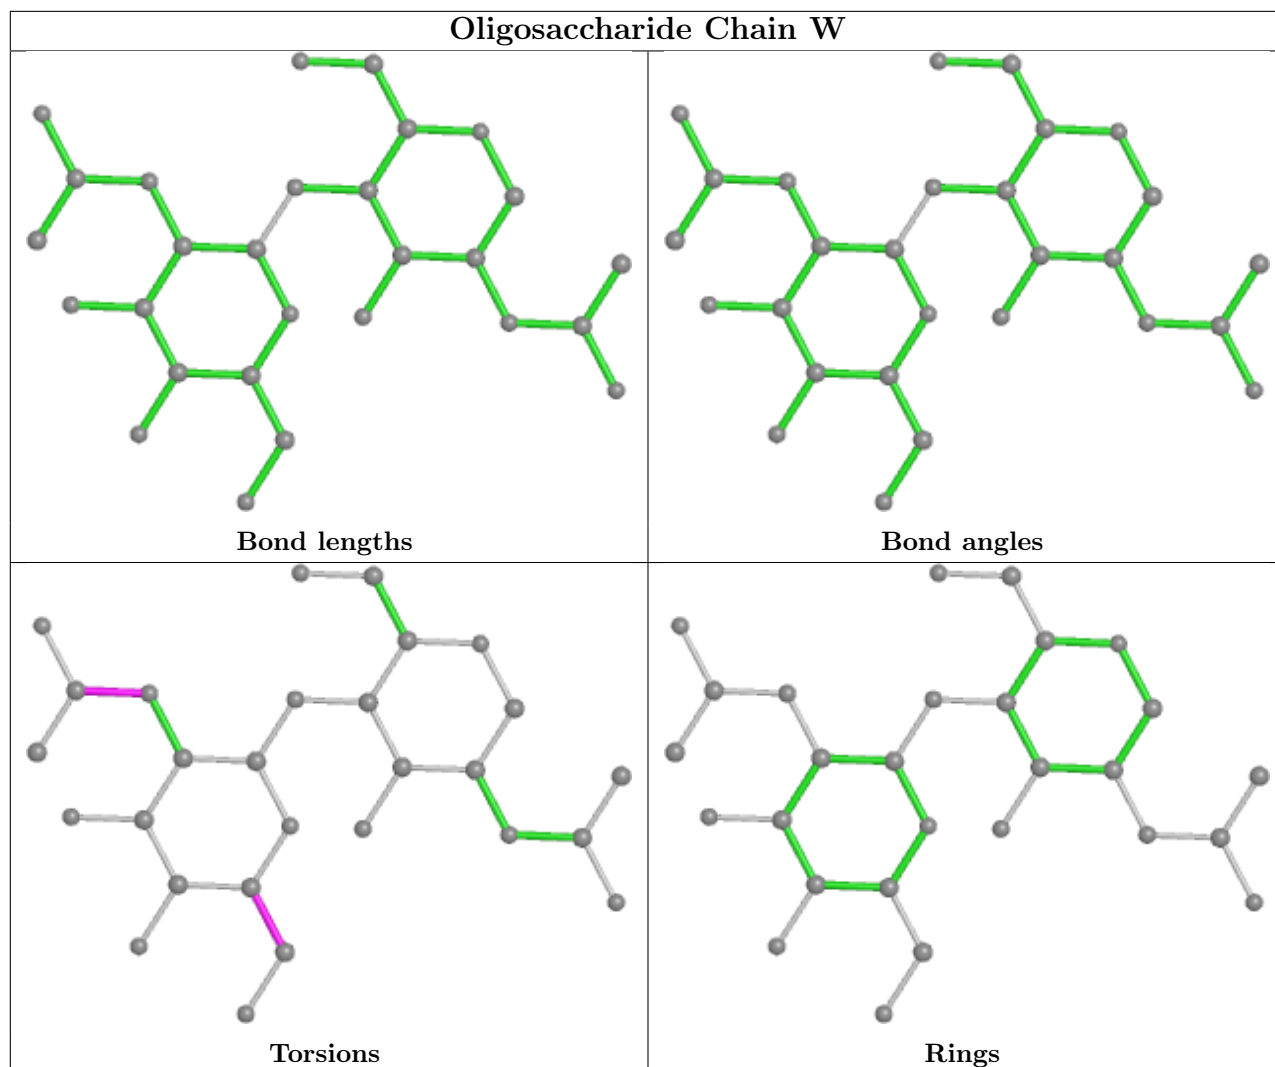 Oligosaccharide Chain W
Bond lengths
Bond angles
Torsions
Rings